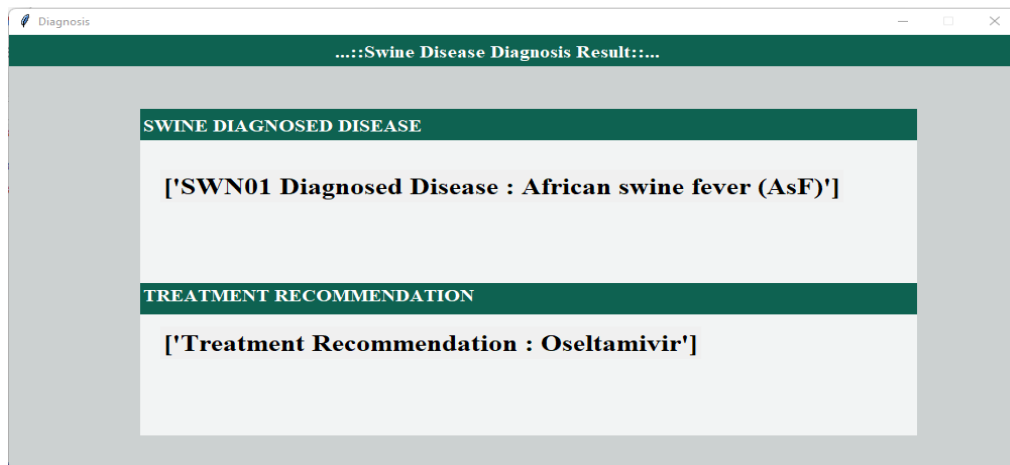 Diagnosis
...::Swine Disease Diagnosis Result::...
SWINE DIAGNOSED DISEASE
['SWN01 Diagnosed Disease : African swine fever (AsF)']
TREATMENT RECOMMENDATION
['Treatment Recommendation : Oseltamivir']